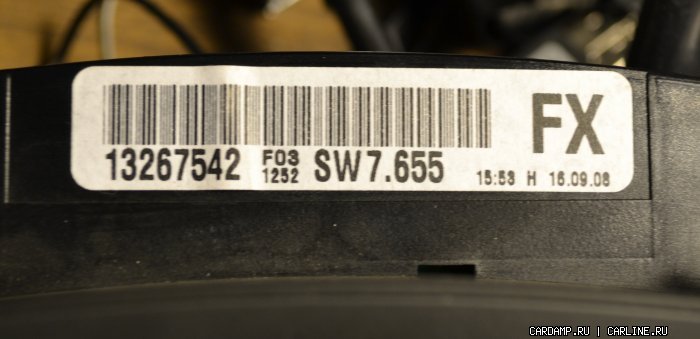 FX
13267542 F03 1252 SW7.655 15:53 H 16.09.08
CARDAMP.RU | CARLINE.RU